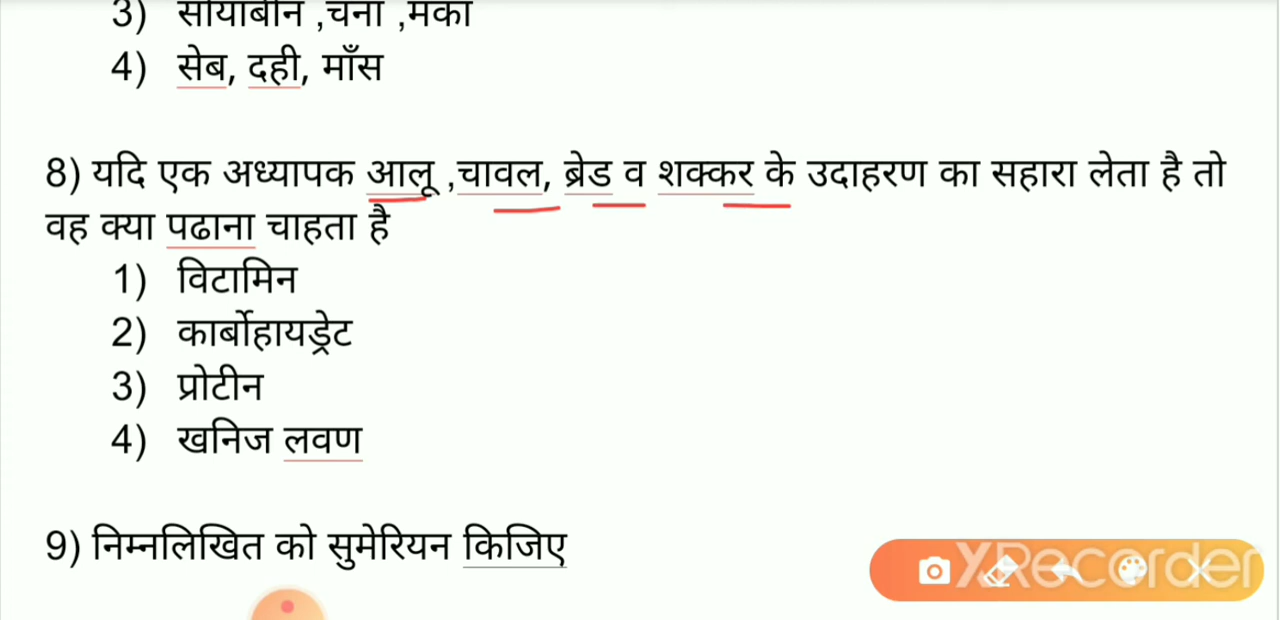 3) सोयाबीन ,चना ,मका
4) सेब, दही, माँस
8) यदि एक अध्यापक आलू ,चावल, ब्रेड व शक्कर के उदाहरण का सहारा लेता है तो
वह क्या पढाना चाहता है
1) विटामिन
2) कार्बोहायड्रेट
3) प्रोटीन
4) खनिज लवण
9) निम्नलिखित को सुमेरियन किजिए
XRecorder